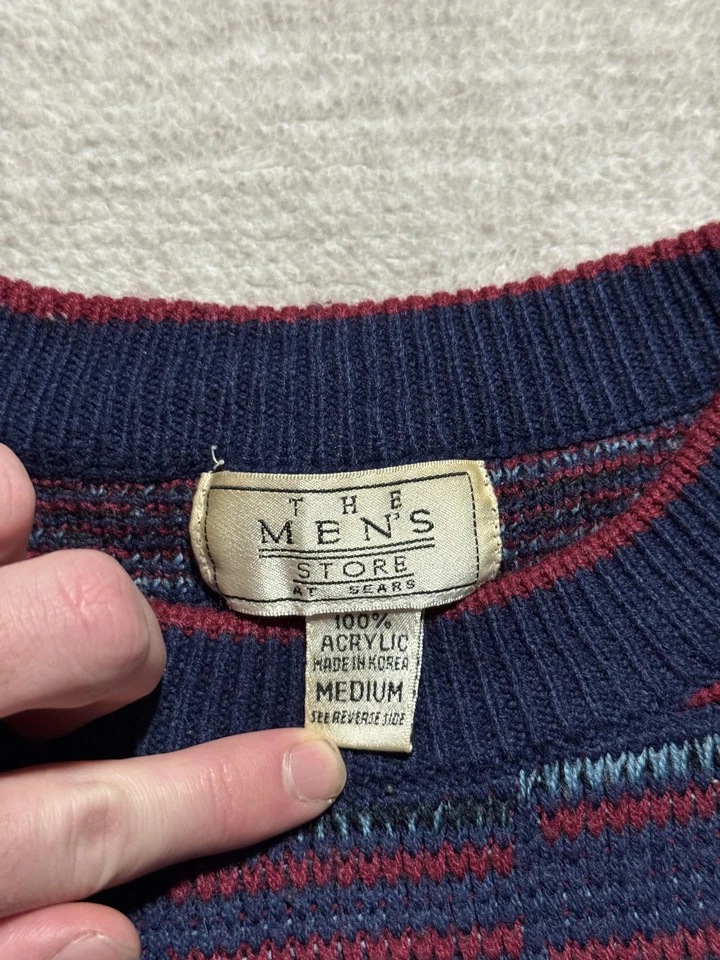 THE
MEN'S
STORE
AT SEARS
100%
ACRYLIC
MADE IN KOREA
MEDIUM
SEE REVERSE SIDE